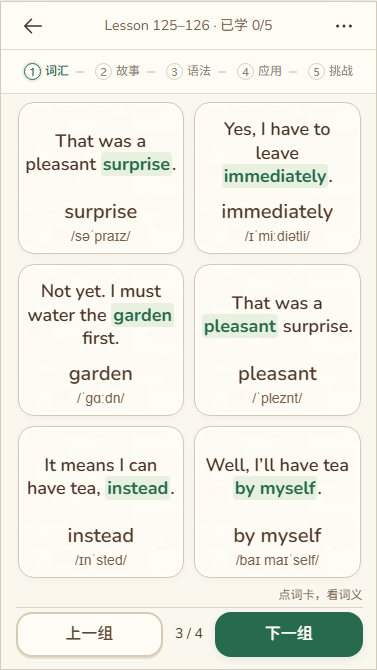 Lesson 125–126 · 已学 0/5
1 词汇 – 2 故事 – 3 语法 – 4 应用 – 5 挑战
That was a
pleasant surprise.
surprise
/səˈpraɪz/
Yes, I have to
leave
immediately.
immediately
/ɪˈmiːdiətli/
Not yet. I must
water the garden
first.
garden
/ˈɡɑːdn/
That was a
pleasant surprise.
pleasant
/ˈpleznt/
It means I can
have tea, instead.
instead
/ɪnˈsted/
Well, I’ll have tea
by myself.
by myself
/baɪ maɪˈself/
点词卡，看词义
上一组
3 / 4
下一组